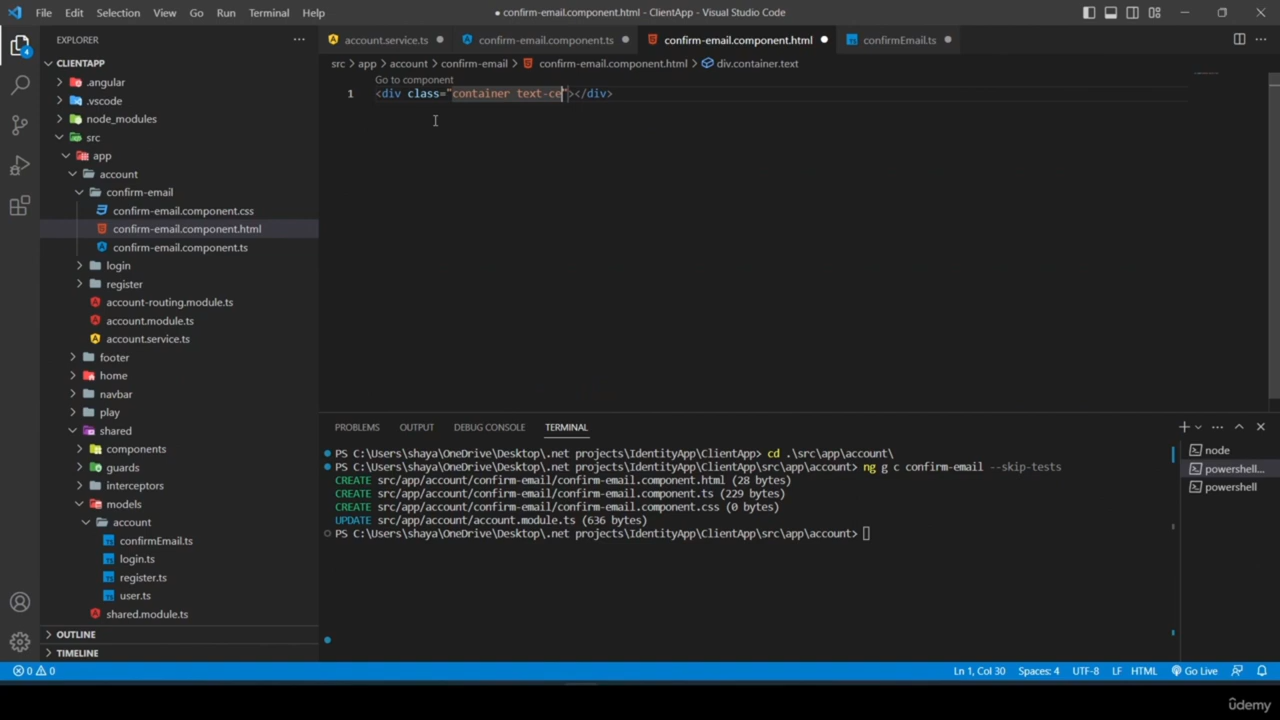 File Edit Selection View Go Run Terminal Help
● confirm-email.component.html - ClientApp - Visual Studio Code
EXPLORER
CLIENTAPP
.angular
.vscode
node_modules
src
app
account
confirm-email
confirm-email.component.css
confirm-email.component.html
confirm-email.component.ts
login
register
account-routing.module.ts
account.module.ts
account.service.ts
footer
home
navbar
play
shared
components
guards
interceptors
models
account
confirmEmail.ts
login.ts
register.ts
user.ts
shared.module.ts
OUTLINE
TIMELINE
4
account.service.ts confirm-email.component.ts confirm-email.component.html confirmEmail.ts
src > app > account > confirm-email > confirm-email.component.html > div.container.text
Go to component
1 <div class="container text-ce"></div>
PROBLEMS OUTPUT DEBUG CONSOLE TERMINAL
PS C:\Users\shaya\OneDrive\Desktop\.net projects\IdentityApp\ClientApp> cd .\src\app\account\
PS C:\Users\shaya\OneDrive\Desktop\.net projects\IdentityApp\ClientApp\src\app\account> ng g c confirm-email --skip-tests
CREATE src/app/account/confirm-email/confirm-email.component.html (28 bytes)
CREATE src/app/account/confirm-email/confirm-email.component.ts (229 bytes)
CREATE src/app/account/confirm-email/confirm-email.component.css (0 bytes)
UPDATE src/app/account/account.module.ts (636 bytes)
PS C:\Users\shaya\OneDrive\Desktop\.net projects\IdentityApp\ClientApp\src\app\account>
node
powershell...
powershell
0 0
Ln 1, Col 30 Spaces: 4 UTF-8 LF HTML Go Live
ûdemy